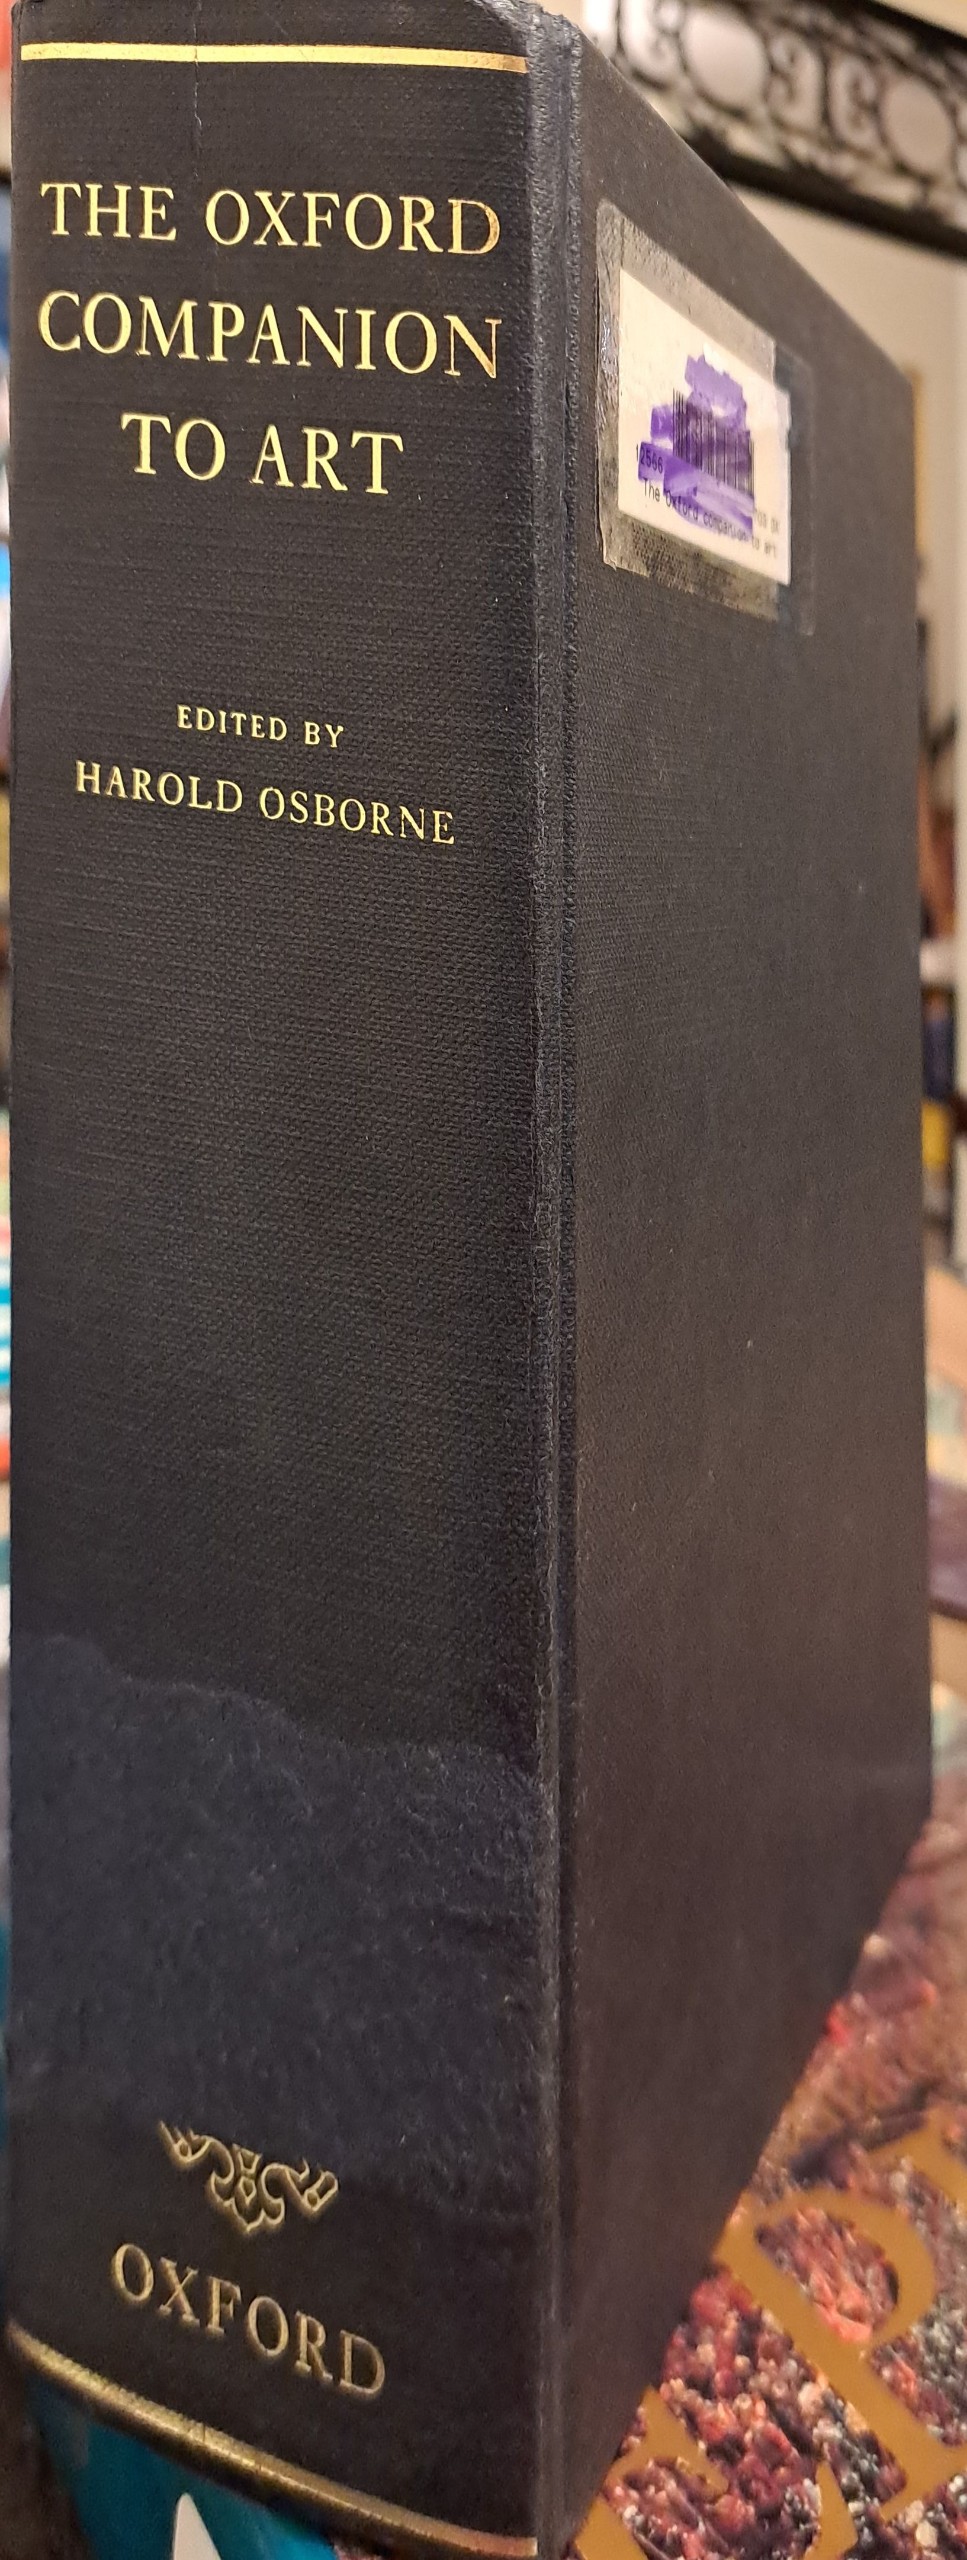 THE OXFORD
COMPANION
TO ART
EDITED BY
HAROLD OSBORNE
OXFORD
12566
The Oxford companion to art